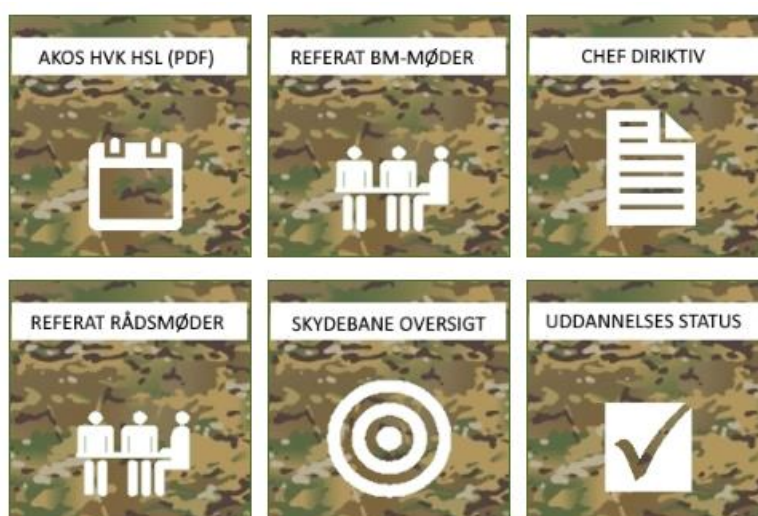 AKOS HVK HSL (PDF)
REFERAT BM-MØDER
CHEF DIRIKTIV
REFERAT RÅDSMØDER
SKYDEBANE OVERSIGT
UDDANNELSES STATUS